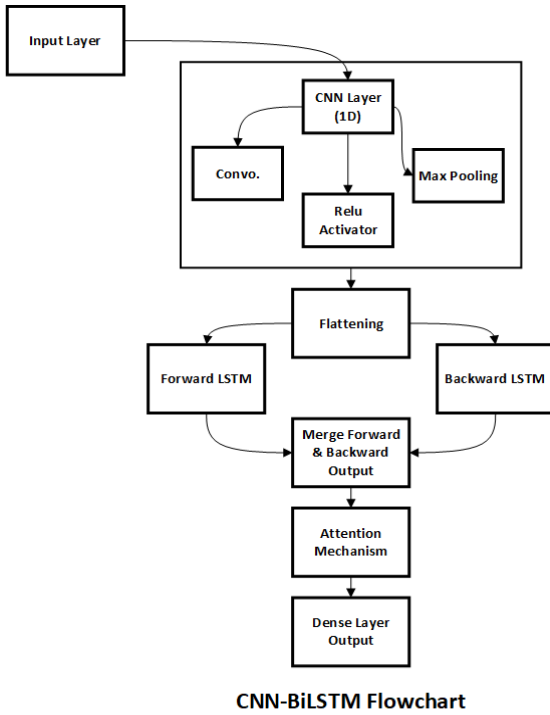 Input Layer
CNN Layer
(1D)
Convo.
Max Pooling
Relu
Activator
Flattening
Forward LSTM
Backward LSTM
Merge Forward
& Backward
Output
Attention
Mechanism
Dense Layer
Output
CNN-BiLSTM Flowchart